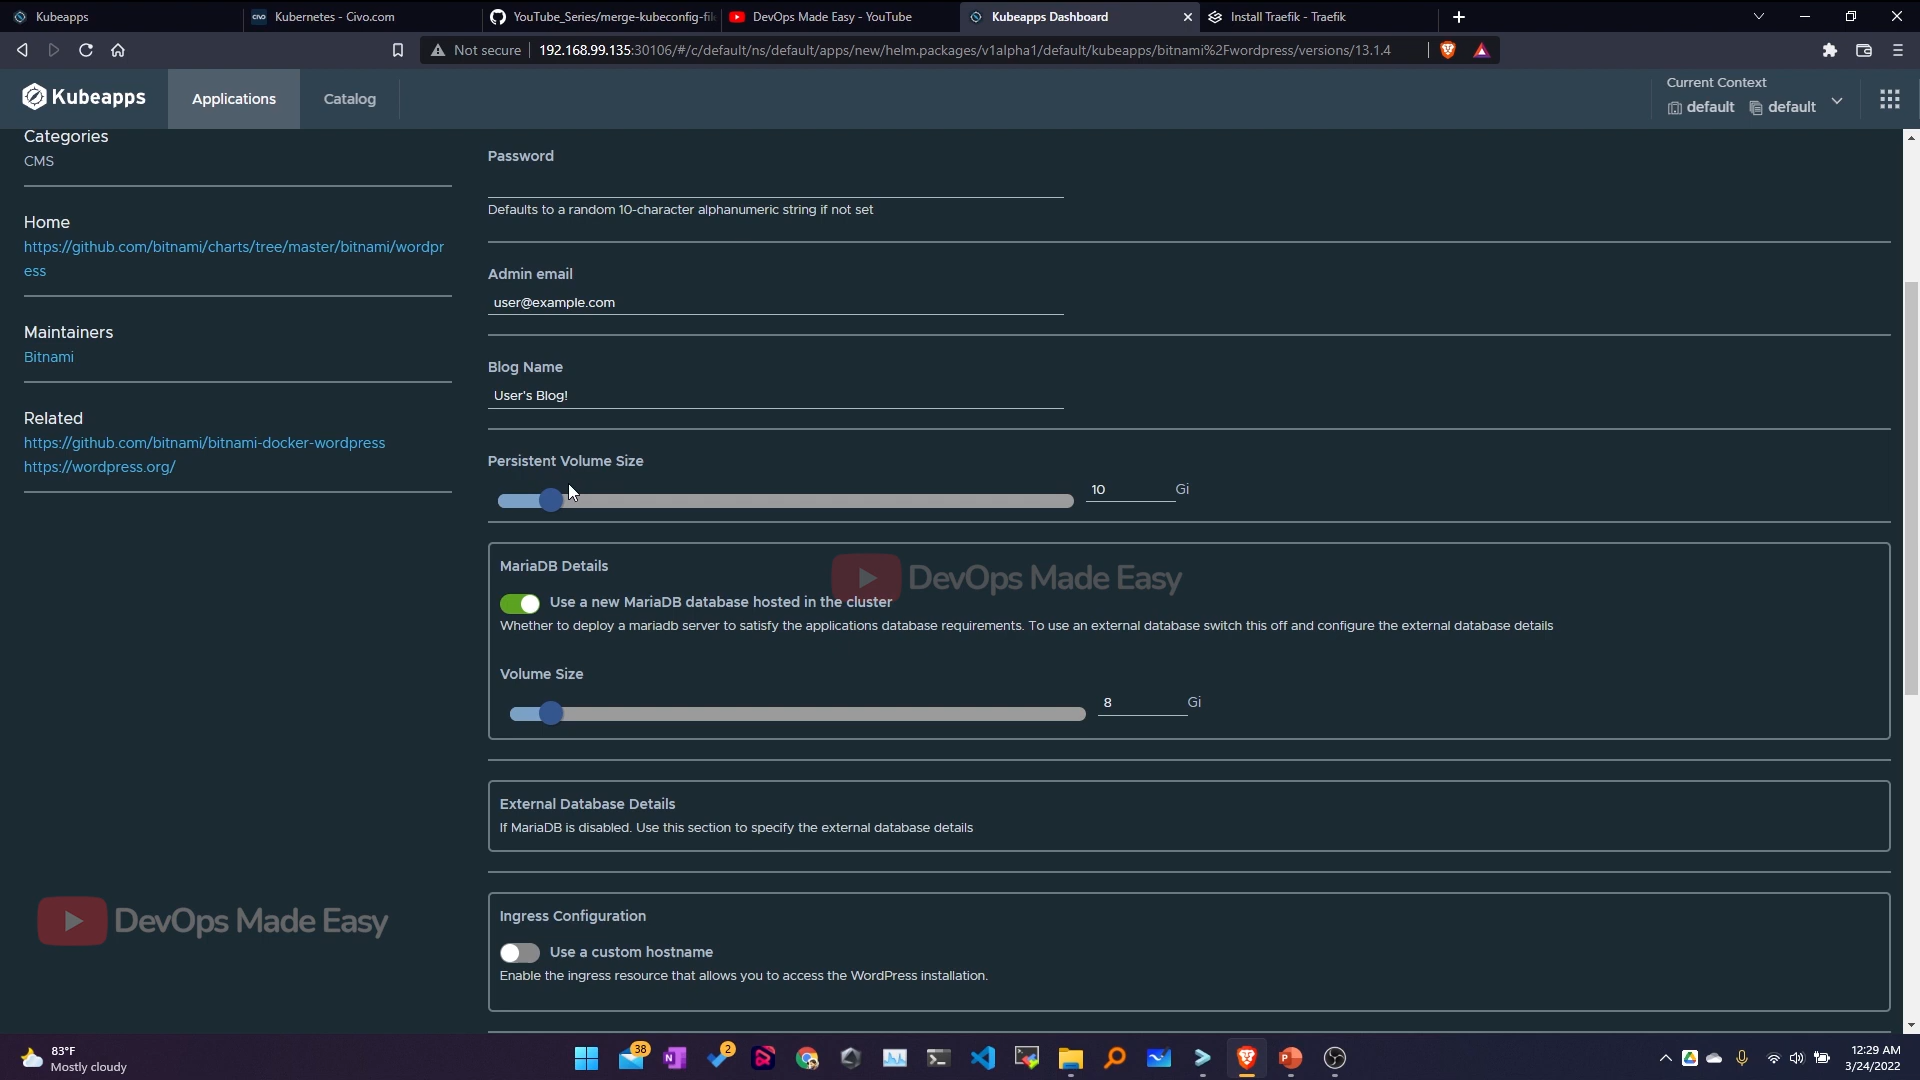 Kubeapps
Kubernetes - Civo.com
YouTube_Series/merge-kubeconfig-fil
DevOps Made Easy - YouTube
Kubeapps Dashboard
Install Traefik - Traefik
Not secure
192.168.99.135:30106/#/c/default/ns/default/apps/new/helm.packages/v1alpha1/default/kubeapps/bitnami%2Fwordpress/versions/13.1.4
Kubeapps
Applications
Catalog
Current Context
default default
Categories
CMS
Home
https://github.com/bitnami/charts/tree/master/bitnami/wordpr
ess
Maintainers
Bitnami
Related
https://github.com/bitnami/bitnami-docker-wordpress
https://wordpress.org/
Password
Defaults to a random 10-character alphanumeric string if not set
Admin email
user@example.com
Blog Name
User's Blog!
Persistent Volume Size
10 Gi
MariaDB Details
Use a new MariaDB database hosted in the cluster
Whether to deploy a mariadb server to satisfy the applications database requirements. To use an external database switch this off and configure the external database details
Volume Size
8 Gi
External Database Details
If MariaDB is disabled. Use this section to specify the external database details
Ingress Configuration
Use a custom hostname
Enable the ingress resource that allows you to access the WordPress installation.
DevOps Made Easy
DevOps Made Easy
83°F
Mostly cloudy
38
2
12:29 AM
3/24/2022